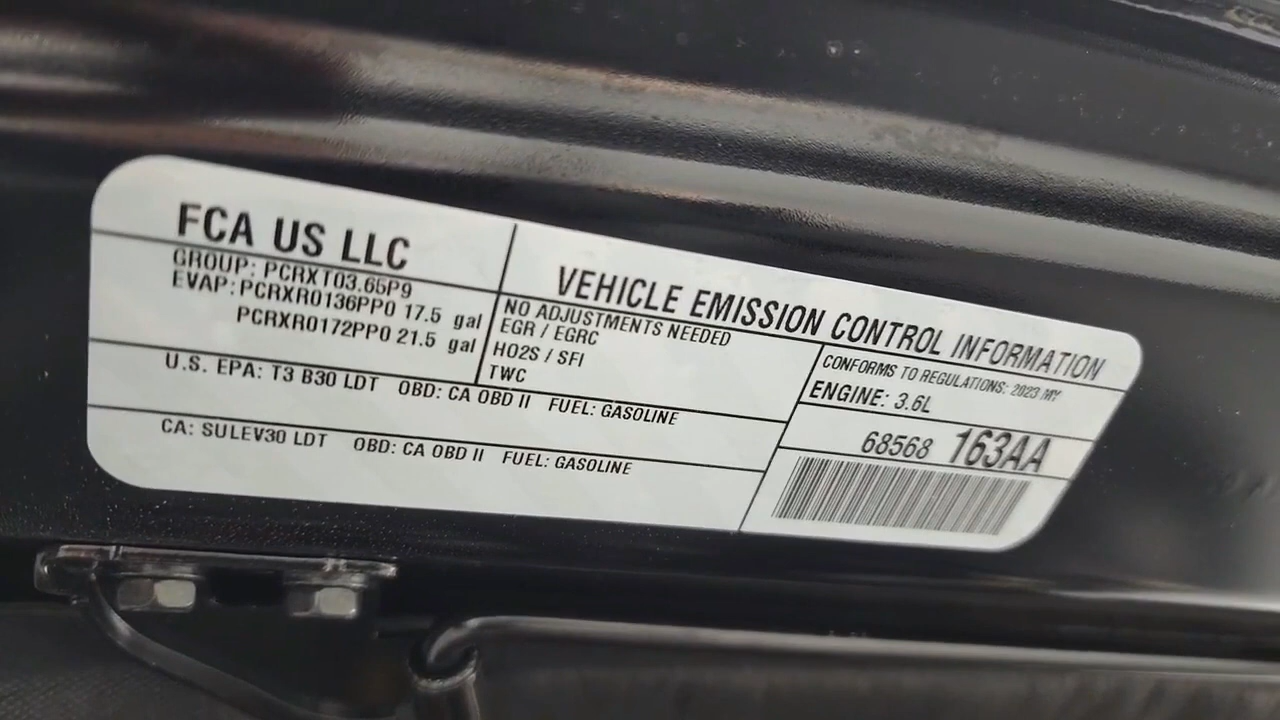 FCA US LLC
GROUP: PCRXT03.65P9
EVAP: PCRXR0136PP0 17.5 gal
PCRXR0172PP0 21.5 gal
VEHICLE EMISSION CONTROL INFORMATION
NO ADJUSTMENTS NEEDED
EGR / EGRC
HO2S / SFI
TWC
CONFORMS TO REGULATIONS: 2023 MY
ENGINE: 3.6L
U.S. EPA: T3 B30 LDT OBD: CA OBD II FUEL: GASOLINE
CA: SULEV30 LDT OBD: CA OBD II FUEL: GASOLINE
68568 163AA